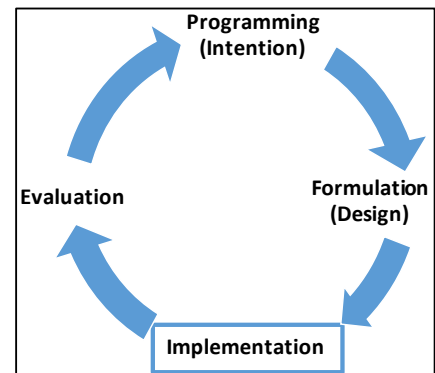 Programming
(Intention)
Formulation
(Design)
Evaluation
Implementation